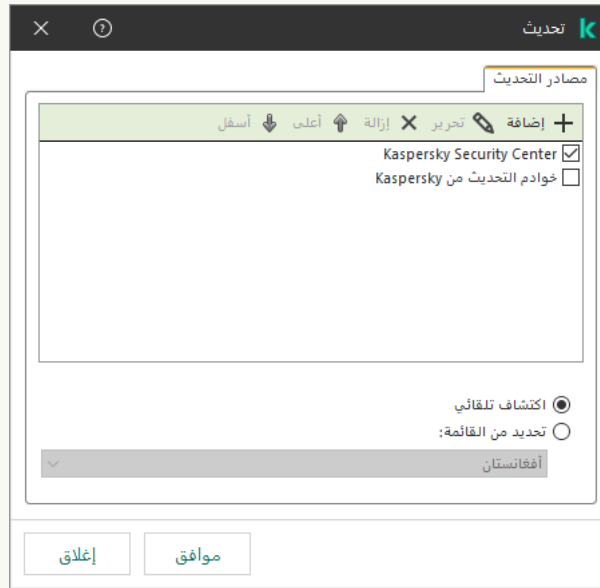 تحديث
مصادر التحديث
إضافة تحرير إزالة أعلى أسفل
Kaspersky Security Center
خوادم التحديث من Kaspersky
اكتشاف تلقائي
تحديد من القائمة:
أفغانستان
موافق إغلاق